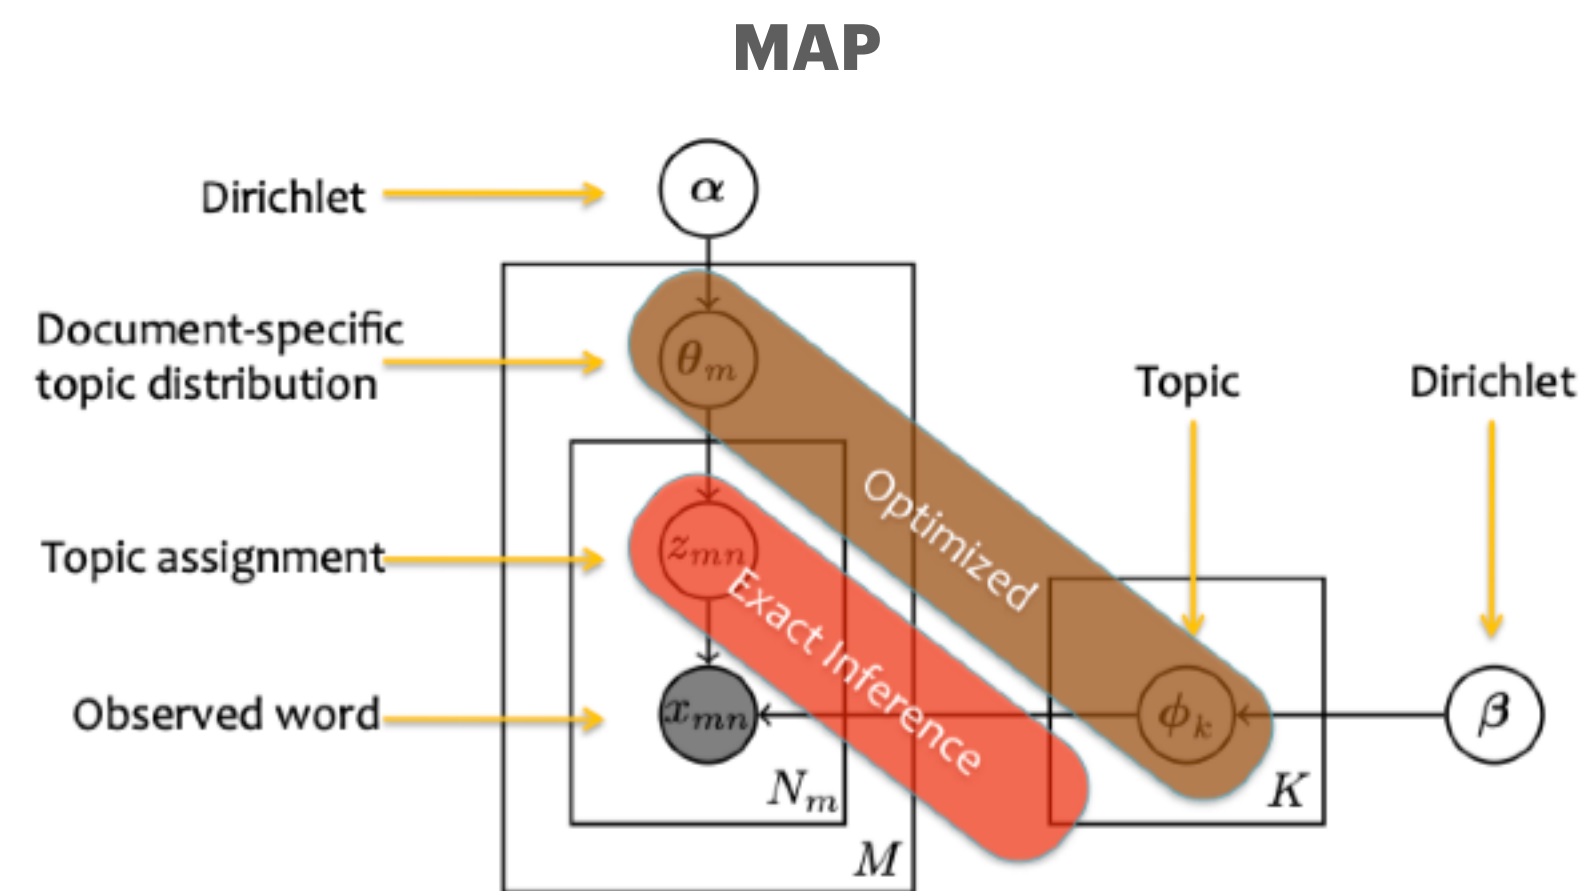 MAP
α
Dirichlet
Document-specific
topic distribution
θm
Topic
Dirichlet
Optimized
Topic assignment
zmn
Exact Inference
Observed word
xmn
ϕk
β
Nm
K
M